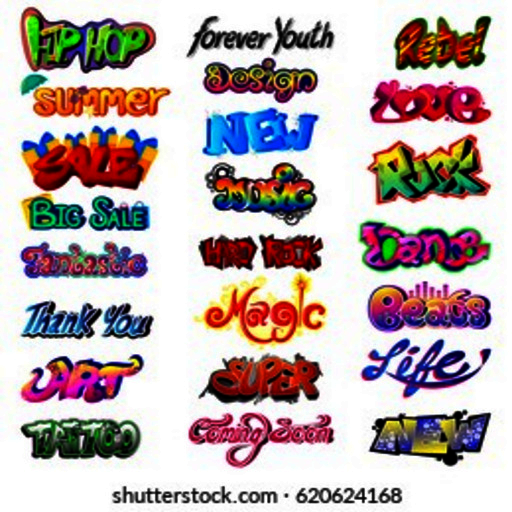 HIP HOP
summer
SALE
BIG SALE
Fantastic
Thank You
ART
TATTOO
forever Youth
Design
NEW
Music
HARD ROCK
Magic
SUPER
Coming Soon
Rebel
Love
ROCK
Dance
Beats
Life
NEW
shutterstock.com · 620624168